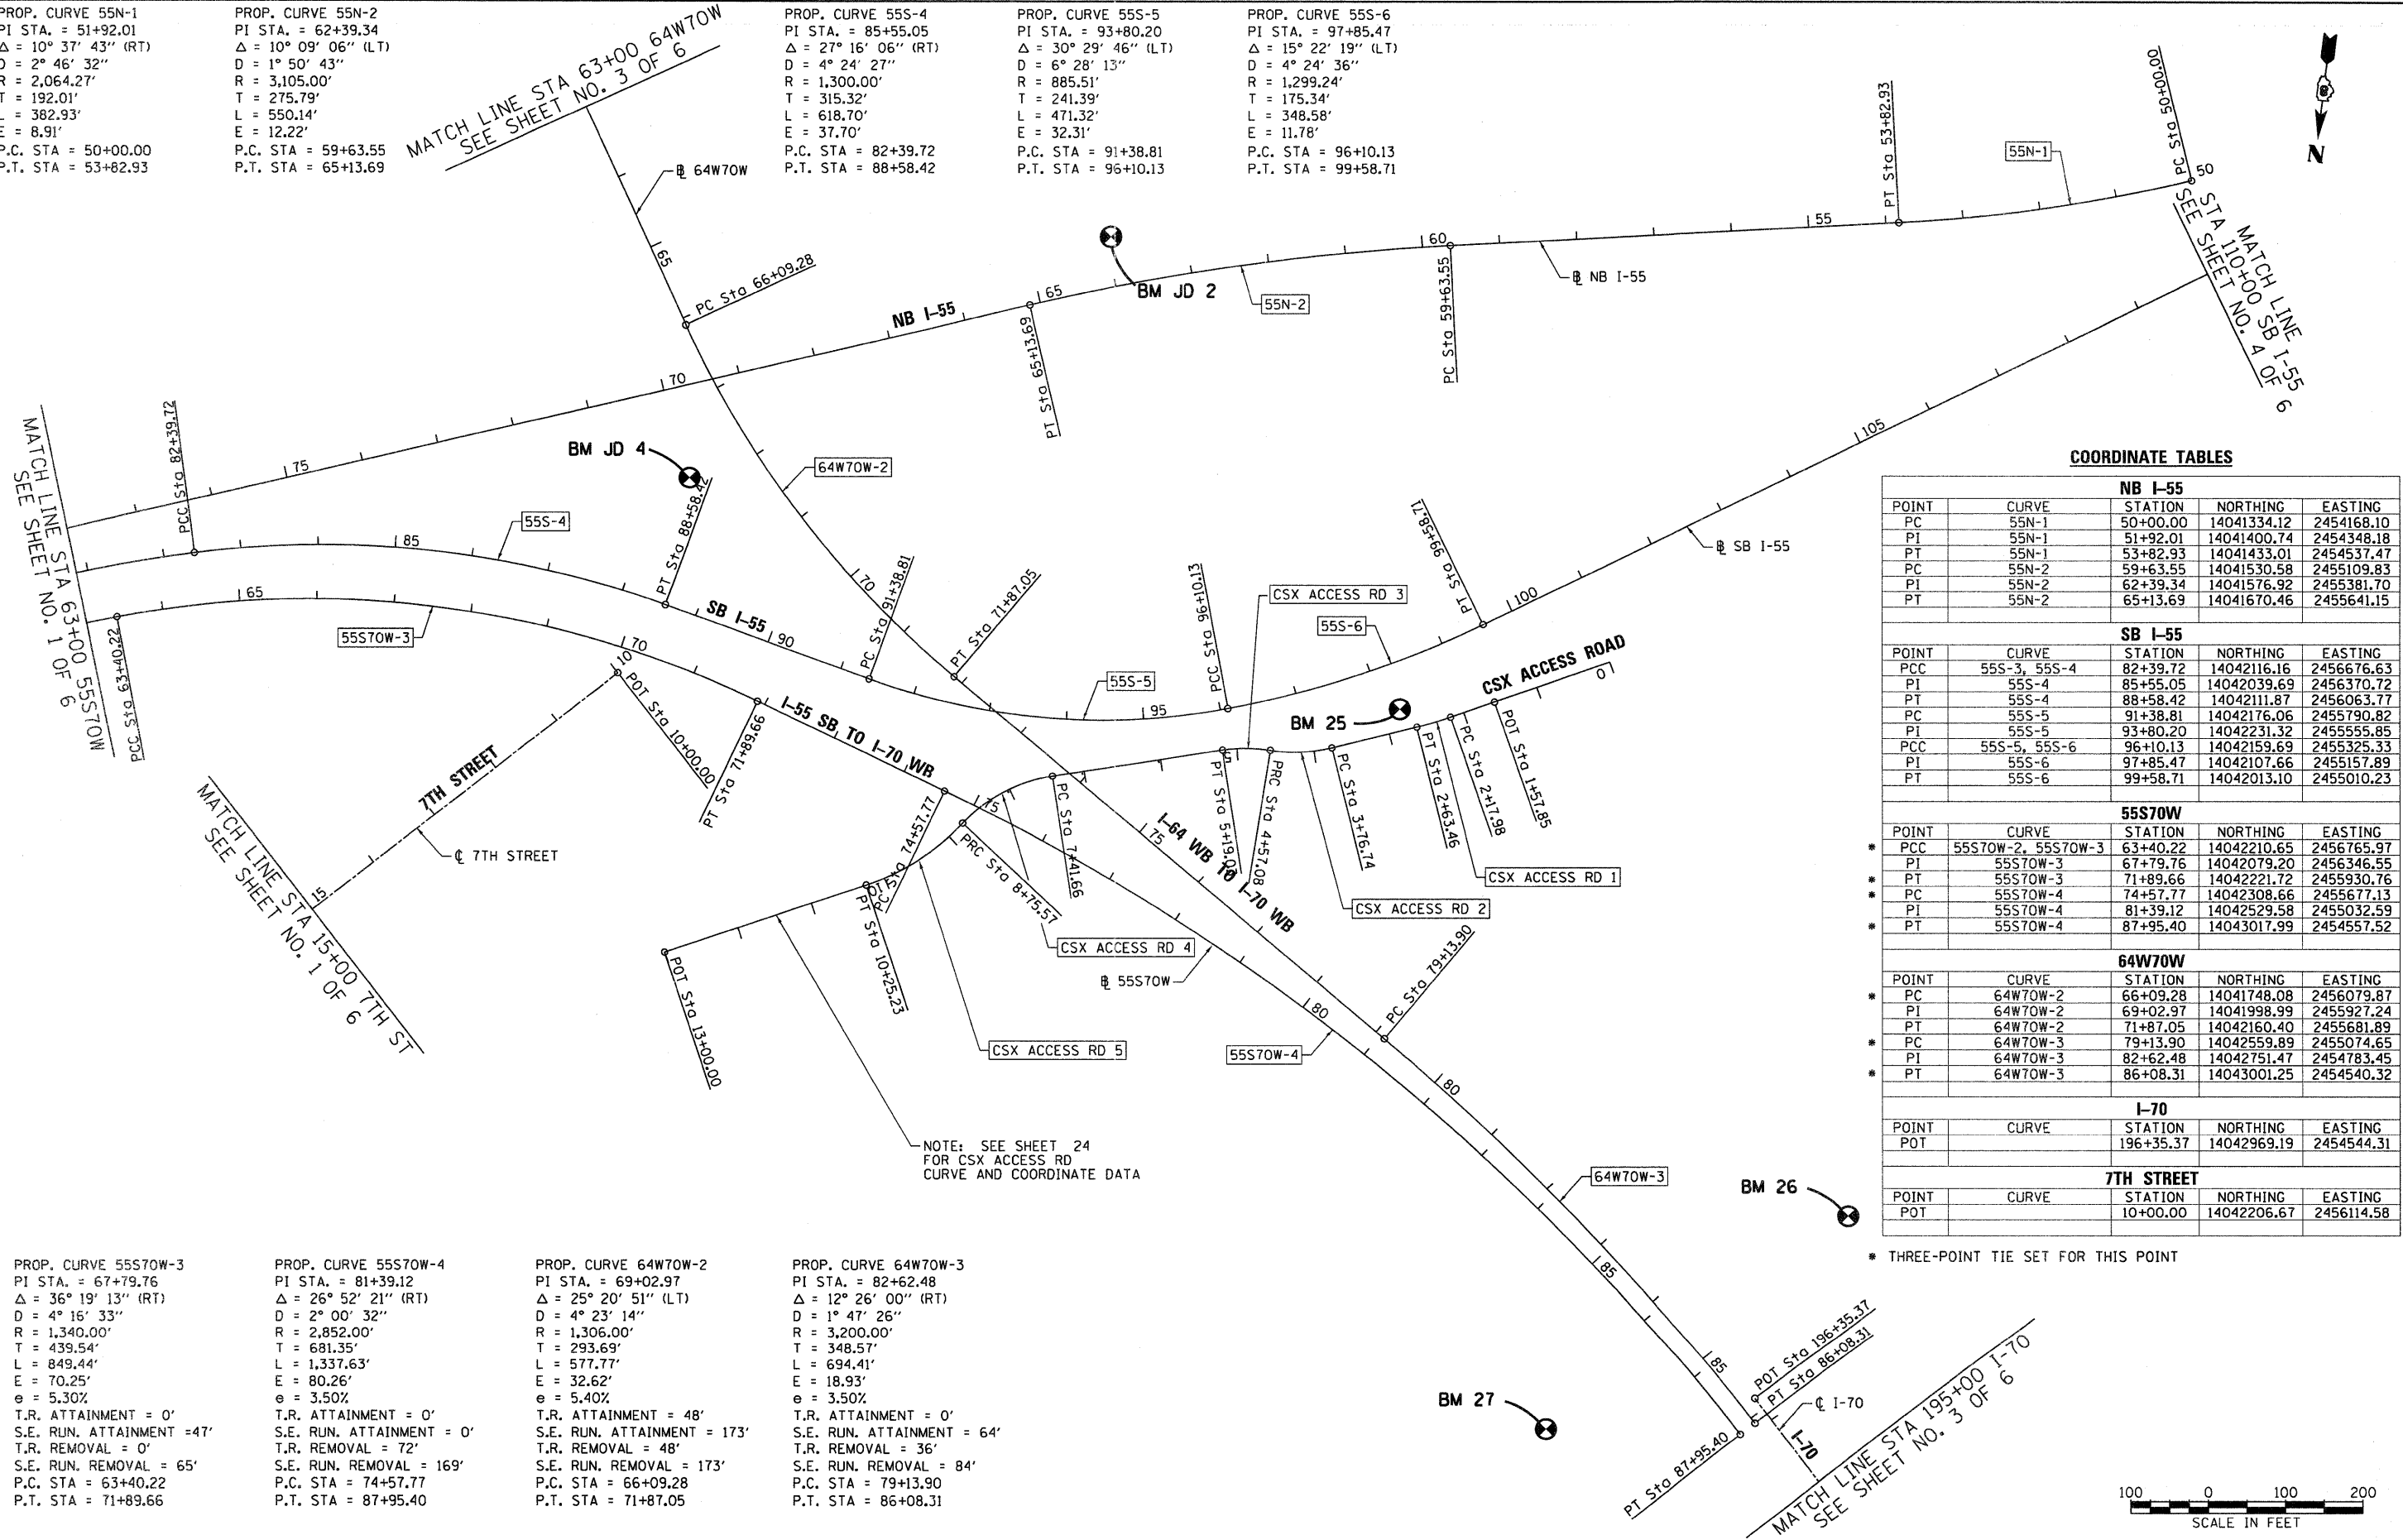 PROP. CURVE 55N-1
PI STA. = 51+92.01
Δ = 10° 37' 43" (RT)
D = 2° 46' 32"
R = 2,064.27'
T = 192.01'
L = 382.93'
E = 8.91'
P.C. STA = 50+00.00
P.T. STA = 53+82.93
PROP. CURVE 55N-2
PI STA. = 62+39.34
Δ = 10° 09' 06" (LT)
D = 1° 50' 43"
R = 3,105.00'
T = 275.79'
L = 550.14'
E = 12.22'
P.C. STA = 59+63.55
P.T. STA = 65+13.69
MATCH LINE STA 63+00 64W70W
SEE SHEET NO. 3 OF 6
PROP. CURVE 55S-4
PI STA. = 85+55.05
Δ = 27° 16' 06" (RT)
D = 4° 24' 27"
R = 1,300.00'
T = 315.32'
L = 618.70'
E = 37.70'
P.C. STA = 82+39.72
P.T. STA = 88+58.42
PROP. CURVE 55S-5
PI STA. = 93+80.20
Δ = 30° 29' 46" (LT)
D = 6° 28' 13"
R = 885.51'
T = 241.39'
L = 471.32'
E = 32.31'
P.C. STA = 91+38.81
P.T. STA = 96+10.13
PROP. CURVE 55S-6
PI STA. = 97+85.47
Δ = 15° 22' 19" (LT)
D = 4° 24' 36"
R = 1,299.24'
T = 175.34'
L = 348.58'
E = 11.78'
P.C. STA = 96+10.13
P.T. STA = 99+58.71
N
PC Sta 50+00.00
50
55N-1
PT Sta 53+82.93
55
MATCH LINE
STA 110+00 SB I-55
SEE SHEET NO. 4 OF 6
℄ 64W70W
65
PC Sta 66+09.28
BM JD 2
NB I-55
65
PT Sta 65+13.69
55N-2
60
PC Sta 59+63.55
℄ NB I-55
70
75
MATCH LINE STA 63+00 55S70W
SEE SHEET NO. 1 OF 6
PCC Sta 82+39.72
85
55S-4
BM JD 4
PT Sta 88+58.42
64W70W-2
70
SB I-55
90
PC Sta 91+38.81
PT Sta 71+87.05
55S-5
95
PCC Sta 96+10.13
CSX ACCESS RD 3
55S-6
PT Sta 99+58.71
100
℄ SB I-55
105
65
PCC Sta 63+40.22
55S70W-3
70
10
POT Sta 10+00.00
PT Sta 71+89.66
7TH STREET
℄ 7TH STREET
15
MATCH LINE STA 15+00 7TH ST
SEE SHEET NO. 1 OF 6
I-55 SB TO I-70 WB
PC Sta 74+57.77
75
PRC Sta 8+75.57
PC Sta 7+41.66
10
PT Sta 10+25.23
POT Sta 13+00.00
CSX ACCESS RD 4
CSX ACCESS RD 5
NOTE: SEE SHEET 24
FOR CSX ACCESS RD
CURVE AND COORDINATE DATA
I-64 WB TO I-70 WB
75
BM 25
5
PT Sta
PRC Sta 4+57.08
PC Sta 3+76.74
PT Sta 2+63.46
PC Sta 2+17.98
POT Sta 1+57.85
CSX ACCESS ROAD
0
CSX ACCESS RD 1
CSX ACCESS RD 2
℄ 55S70W
80
PC Sta 79+13.90
55S70W-4
80
64W70W-3
85
85
BM 26
BM 27
POT Sta 196+35.37
PT Sta 86+08.31
℄ I-70
I-70
PT Sta 87+95.40
MATCH LINE STA 195+00 I-70
SEE SHEET NO. 3 OF 6
COORDINATE TABLES
NB I-55
POINT CURVE STATION NORTHING EASTING
PC 55N-1 50+00.00 14041334.12 2454168.10
PI 55N-1 51+92.01 14041400.74 2454348.18
PT 55N-1 53+82.93 14041433.01 2454537.47
PC 55N-2 59+63.55 14041530.58 2455109.83
PI 55N-2 62+39.34 14041576.92 2455381.70
PT 55N-2 65+13.69 14041670.46 2455641.15
SB I-55
POINT CURVE STATION NORTHING EASTING
PCC 55S-3, 55S-4 82+39.72 14042116.16 2456676.63
PI 55S-4 85+55.05 14042039.69 2456370.72
PT 55S-4 88+58.42 14042111.87 2456063.77
PC 55S-5 91+38.81 14042176.06 2455790.82
PI 55S-5 93+80.20 14042231.32 2455555.85
PCC 55S-5, 55S-6 96+10.13 14042159.69 2455325.33
PI 55S-6 97+85.47 14042107.66 2455157.89
PT 55S-6 99+58.71 14042013.10 2455010.23
55S70W
POINT CURVE STATION NORTHING EASTING
* PCC 55S70W-2, 55S70W-3 63+40.22 14042210.65 2456765.97
PI 55S70W-3 67+79.76 14042079.20 2456346.55
* PT 55S70W-3 71+89.66 14042221.72 2455930.76
* PC 55S70W-4 74+57.77 14042308.66 2455677.13
PI 55S70W-4 81+39.12 14042529.58 2455032.59
* PT 55S70W-4 87+95.40 14043017.99 2454557.52
64W70W
POINT CURVE STATION NORTHING EASTING
* PC 64W70W-2 66+09.28 14041748.08 2456079.87
PI 64W70W-2 69+02.97 14041998.99 2455927.24
PT 64W70W-2 71+87.05 14042160.40 2455681.89
* PC 64W70W-3 79+13.90 14042559.89 2455074.65
PI 64W70W-3 82+62.48 14042751.47 2454783.45
* PT 64W70W-3 86+08.31 14043001.25 2454540.32
I-70
POINT CURVE STATION NORTHING EASTING
POT 196+35.37 14042969.19 2454544.31
7TH STREET
POINT CURVE STATION NORTHING EASTING
POT 10+00.00 14042206.67 2456114.58
* THREE-POINT TIE SET FOR THIS POINT
PROP. CURVE 55S70W-3
PI STA. = 67+79.76
Δ = 36° 19' 13" (RT)
D = 4° 16' 33"
R = 1,340.00'
T = 439.54'
L = 849.44'
E = 70.25'
e = 5.30%
T.R. ATTAINMENT = 0'
S.E. RUN. ATTAINMENT =47'
T.R. REMOVAL = 0'
S.E. RUN. REMOVAL = 65'
P.C. STA = 63+40.22
P.T. STA = 71+89.66
PROP. CURVE 55S70W-4
PI STA. = 81+39.12
Δ = 26° 52' 21" (RT)
D = 2° 00' 32"
R = 2,852.00'
T = 681.35'
L = 1,337.63'
E = 80.26'
e = 3.50%
T.R. ATTAINMENT = 0'
S.E. RUN. ATTAINMENT = 0'
T.R. REMOVAL = 72'
S.E. RUN. REMOVAL = 169'
P.C. STA = 74+57.77
P.T. STA = 87+95.40
PROP. CURVE 64W70W-2
PI STA. = 69+02.97
Δ = 25° 20' 51" (LT)
D = 4° 23' 14"
R = 1,306.00'
T = 293.69'
L = 577.77'
E = 32.62'
e = 5.40%
T.R. ATTAINMENT = 48'
S.E. RUN. ATTAINMENT = 173'
T.R. REMOVAL = 48'
S.E. RUN. REMOVAL = 173'
P.C. STA = 66+09.28
P.T. STA = 71+87.05
PROP. CURVE 64W70W-3
PI STA. = 82+62.48
Δ = 12° 26' 00" (RT)
D = 1° 47' 26"
R = 3,200.00'
T = 348.57'
L = 694.41'
E = 18.93'
e = 3.50%
T.R. ATTAINMENT = 0'
S.E. RUN. ATTAINMENT = 64'
T.R. REMOVAL = 36'
S.E. RUN. REMOVAL = 84'
P.C. STA = 79+13.90
P.T. STA = 86+08.31
100 0 100 200
SCALE IN FEET